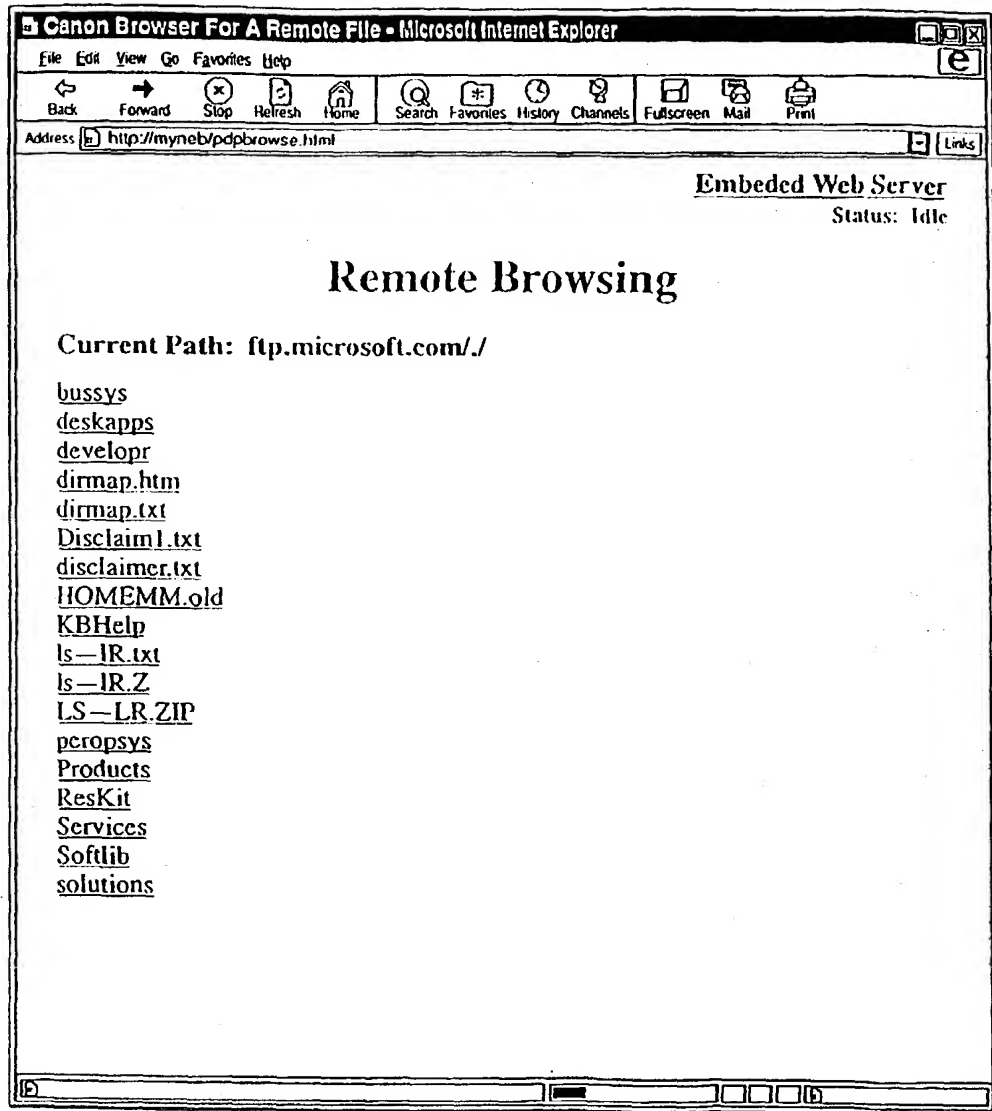 Canon Browser For A Remote File - Microsoft Internet Explorer
File Edit View Go Favorites Help
Back Forward Stop Refresh Home Search Favorites History Channels Fullscreen Mail Print
Address http://myneb/pdpbrowse.html Links
Embeded Web Server
Status: Idle
Remote Browsing
Current Path: ftp.microsoft.com/./
bussys
deskapps
developr
dirmap.htm
dirmap.txt
Disclaim1.txt
disclaimer.txt
HOMEMM.old
KBHelp
ls—lR.txt
ls—lR.Z
LS—LR.ZIP
peropsys
Products
ResKit
Services
Softlib
solutions